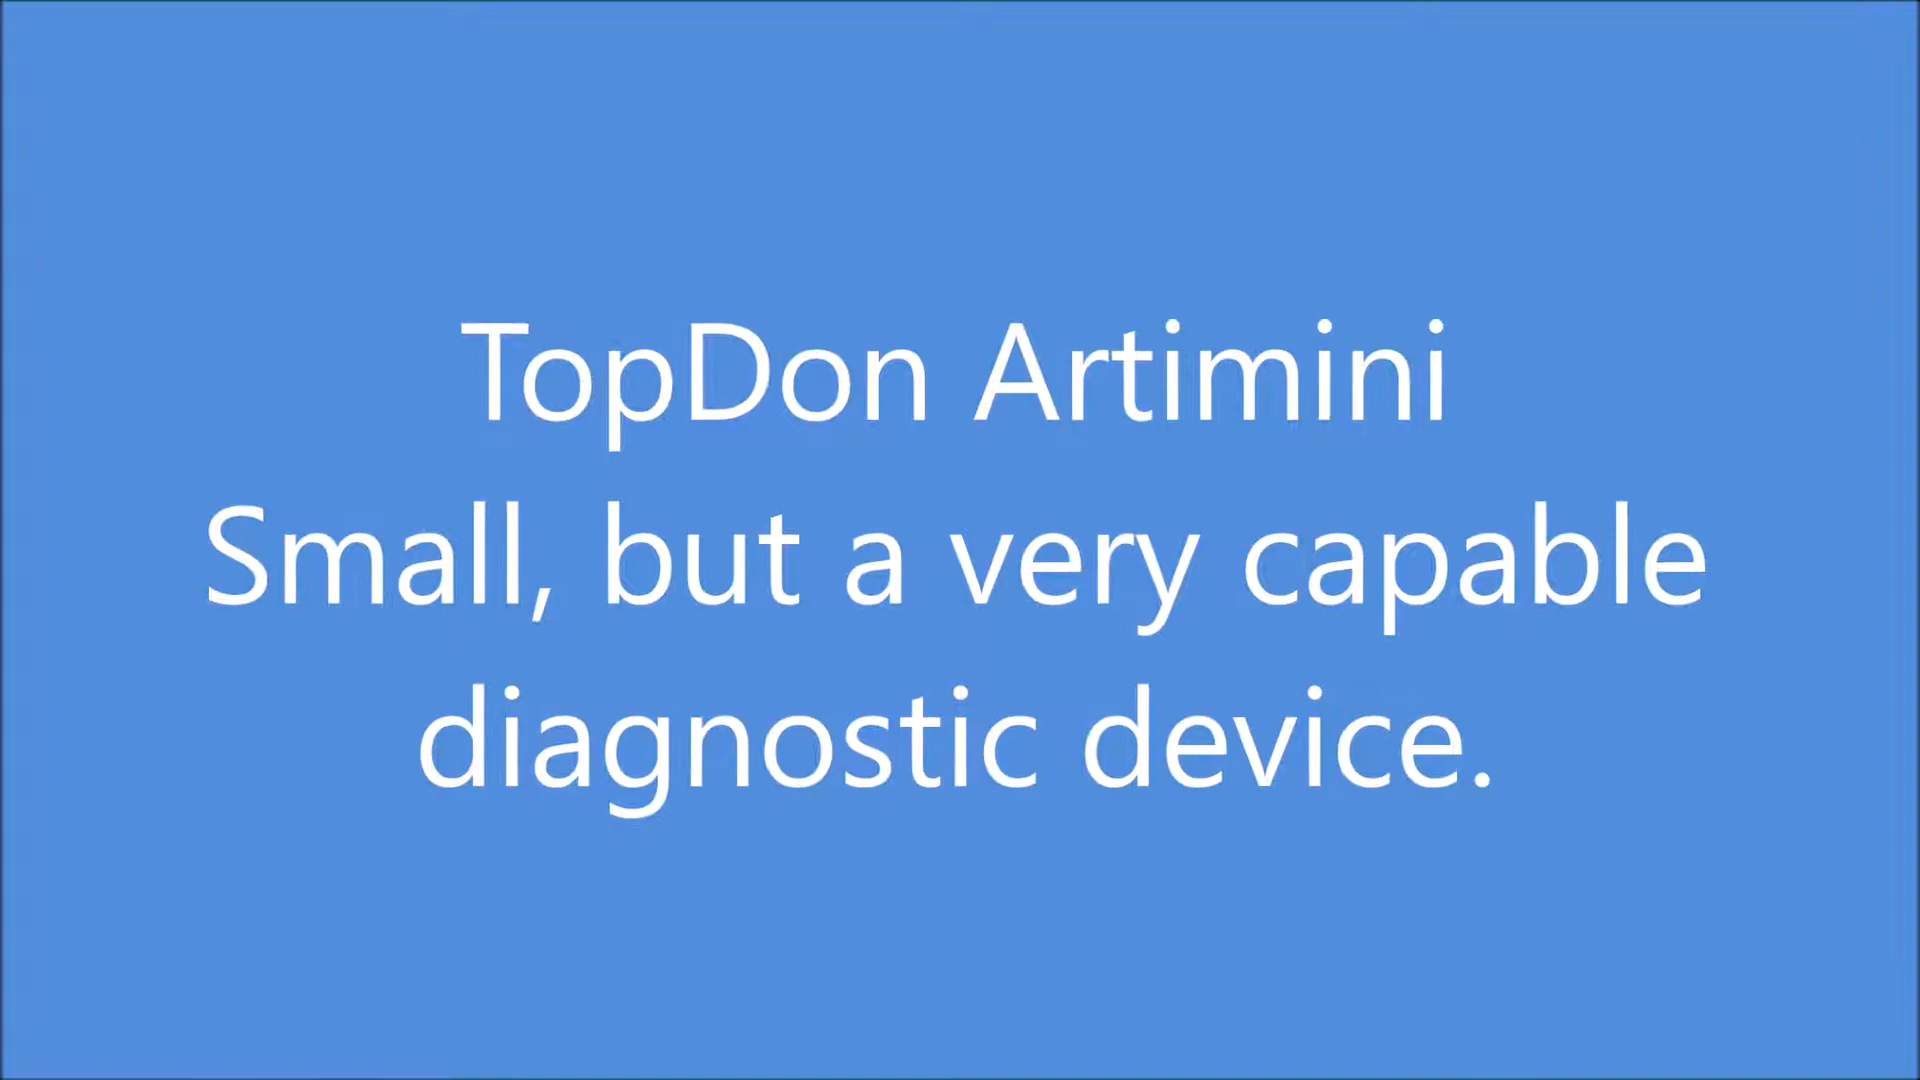 TopDon Artimini
Small, but a very capable
diagnostic device.